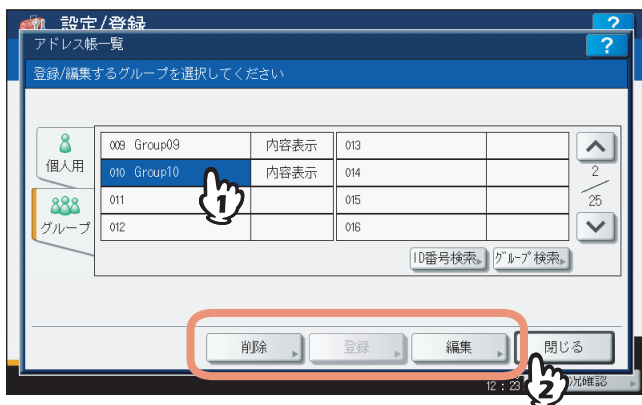 設定/登録
?
アドレス帳一覧
?
登録/編集するグループを選択してください
個人用
グループ
009 Group09 内容表示 013
010 Group10 内容表示 014
011 015
012 016
1
2
25
ID番号検索 グループ検索
削除 登録 編集 閉じる
2
12:23 況確認